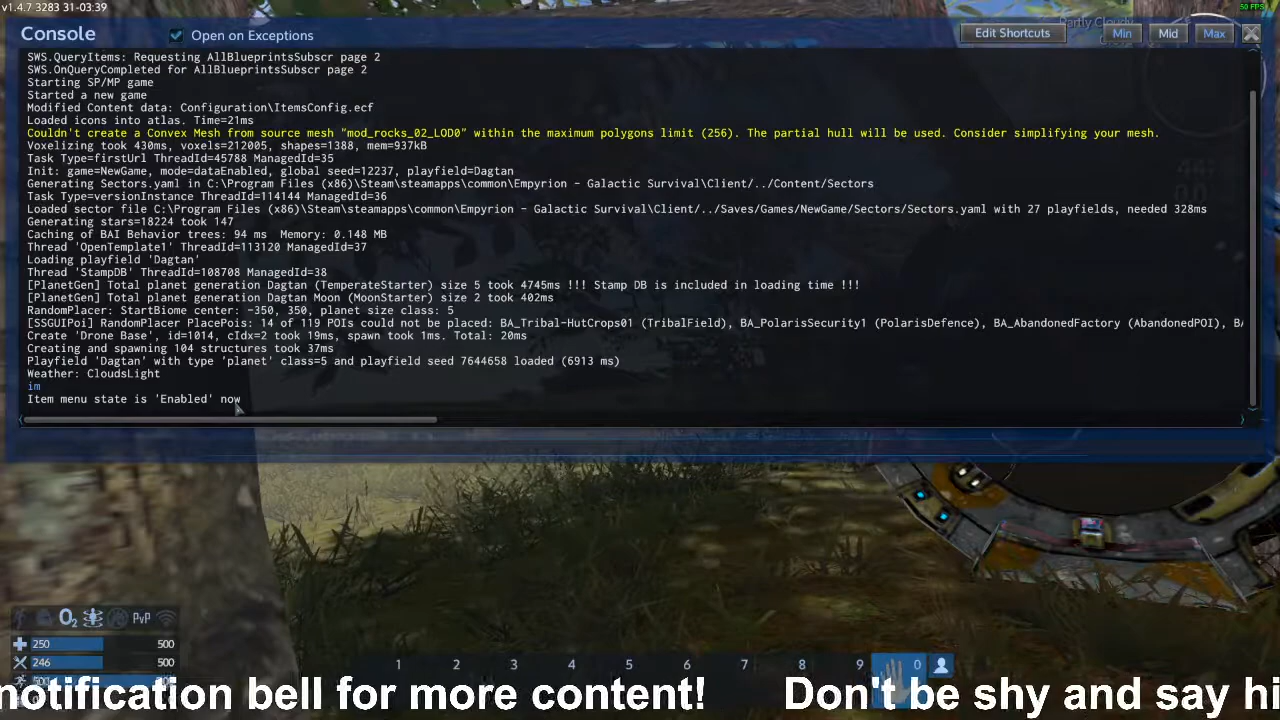 v1.4.7 3283 31-03-39
50 FPS
Console
Open on Exceptions
Edit Shortcuts
Partly Cloudy
Min
Mid
Max
SWS.QueryItems: Requesting AllBlueprintsSubscr page 2
SWS.OnQueryCompleted for AllBlueprintsSubscr page 2
Starting SP/MP game
Started a new game
Modified Content data: Configuration\ItemsConfig.ecf
Loaded icons into atlas. Time=21ms
Couldn't create a Convex Mesh from source mesh "mod_rocks_02_LOD0" within the maximum polygons limit (256). The partial hull will be used. Consider simplifying your mesh.
Voxelizing took 430ms, voxels=212005, shapes=1388, mem=937kB
Task Type=firstUrl ThreadId=45788 ManagedId=35
Init: game=NewGame, mode=dataEnabled, global seed=12237, playfield=Dagtan
Generating Sectors.yaml in C:\Program Files (x86)\Steam\steamapps\common\Empyrion - Galactic Survival\Client/../Content/Sectors
Task Type=versionInstance ThreadId=114144 ManagedId=36
Loaded sector file C:\Program Files (x86)\Steam\steamapps\common\Empyrion - Galactic Survival\Client/../Saves/Games/NewGame/Sectors/Sectors.yaml with 27 playfields, needed 328ms
Generating stars=18224 took 147
Caching of BAI Behavior trees: 94 ms  Memory: 0.148 MB
Thread 'OpenTemplate1' ThreadId=113120 ManagedId=37
Loading playfield 'Dagtan'
Thread 'StampDB' ThreadId=108708 ManagedId=38
[PlanetGen] Total planet generation Dagtan (TemperateStarter) size 5 took 4745ms !!! Stamp DB is included in loading time !!!
[PlanetGen] Total planet generation Dagtan Moon (MoonStarter) size 2 took 402ms
RandomPlacer: StartBiome center: -350, 350, planet size class: 5
[SSGUIPoi] RandomPlacer PlacePois: 14 of 119 POIs could not be placed: BA_Tribal-HutCrops01 (TribalField), BA_PolarisSecurity1 (PolarisDefence), BA_AbandonedFactory (AbandonedPOI), BA
Create 'Drone Base', id=1014, cIdx=2 took 19ms, spawn took 1ms. Total: 20ms
Creating and spawning 104 structures took 37ms
Playfield 'Dagtan' with type 'planet' class=5 and playfield seed 7644658 loaded (6913 ms)
Weather: CloudsLight
im
Item menu state is 'Enabled' now
O2 PvP
250 500
246 500
500
1 2 3 4 5 6 7 8 9 0
notification bell for more content! Don't be shy and say hi